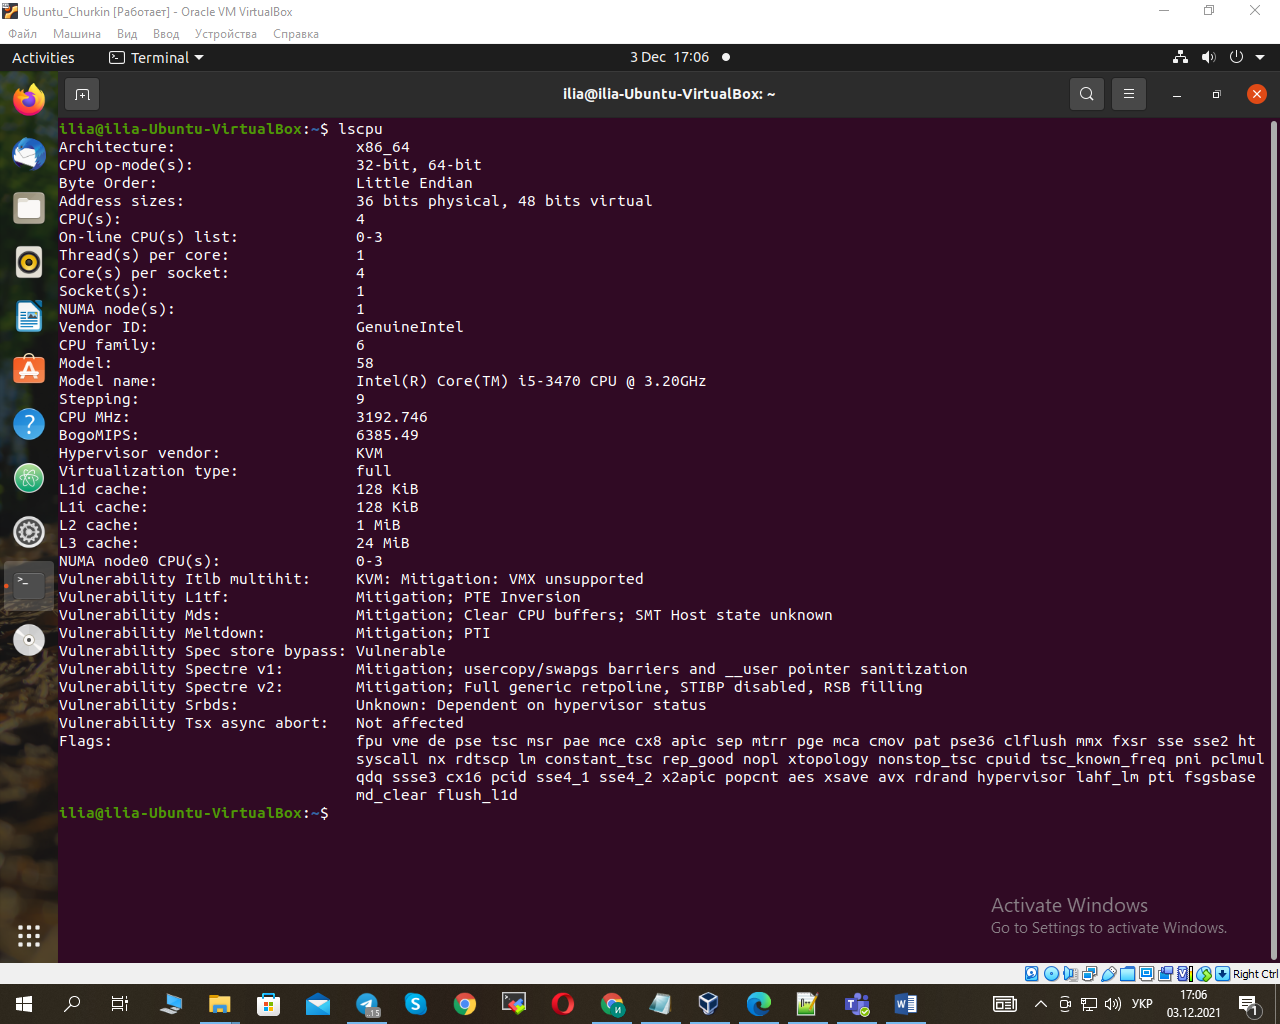 Ubuntu_Churkin [Работает] - Oracle VM VirtualBox
Файл Машина Вид Ввод Устройства Справка
Activities Terminal 3 Dec 17:06
ilia@ilia-Ubuntu-VirtualBox: ~
ilia@ilia-Ubuntu-VirtualBox:~$ lscpu
Architecture: x86_64
CPU op-mode(s): 32-bit, 64-bit
Byte Order: Little Endian
Address sizes: 36 bits physical, 48 bits virtual
CPU(s): 4
On-line CPU(s) list: 0-3
Thread(s) per core: 1
Core(s) per socket: 4
Socket(s): 1
NUMA node(s): 1
Vendor ID: GenuineIntel
CPU family: 6
Model: 58
Model name: Intel(R) Core(TM) i5-3470 CPU @ 3.20GHz
Stepping: 9
CPU MHz: 3192.746
BogoMIPS: 6385.49
Hypervisor vendor: KVM
Virtualization type: full
L1d cache: 128 KiB
L1i cache: 128 KiB
L2 cache: 1 MiB
L3 cache: 24 MiB
NUMA node0 CPU(s): 0-3
Vulnerability Itlb multihit: KVM: Mitigation: VMX unsupported
Vulnerability L1tf: Mitigation; PTE Inversion
Vulnerability Mds: Mitigation; Clear CPU buffers; SMT Host state unknown
Vulnerability Meltdown: Mitigation; PTI
Vulnerability Spec store bypass: Vulnerable
Vulnerability Spectre v1: Mitigation; usercopy/swapgs barriers and __user pointer sanitization
Vulnerability Spectre v2: Mitigation; Full generic retpoline, STIBP disabled, RSB filling
Vulnerability Srbds: Unknown: Dependent on hypervisor status
Vulnerability Tsx async abort: Not affected
Flags: fpu vme de pse tsc msr pae mce cx8 apic sep mtrr pge mca cmov pat pse36 clflush mmx fxsr sse sse2 ht
syscall nx rdtscp lm constant_tsc rep_good nopl xtopology nonstop_tsc cpuid tsc_known_freq pni pclmul
qdq ssse3 cx16 pcid sse4_1 sse4_2 x2apic popcnt aes xsave avx rdrand hypervisor lahf_lm pti fsgsbase
md_clear flush_l1d
ilia@ilia-Ubuntu-VirtualBox:~$
Activate Windows
Go to Settings to activate Windows.
Right Ctrl
УКР
17:06
03.12.2021